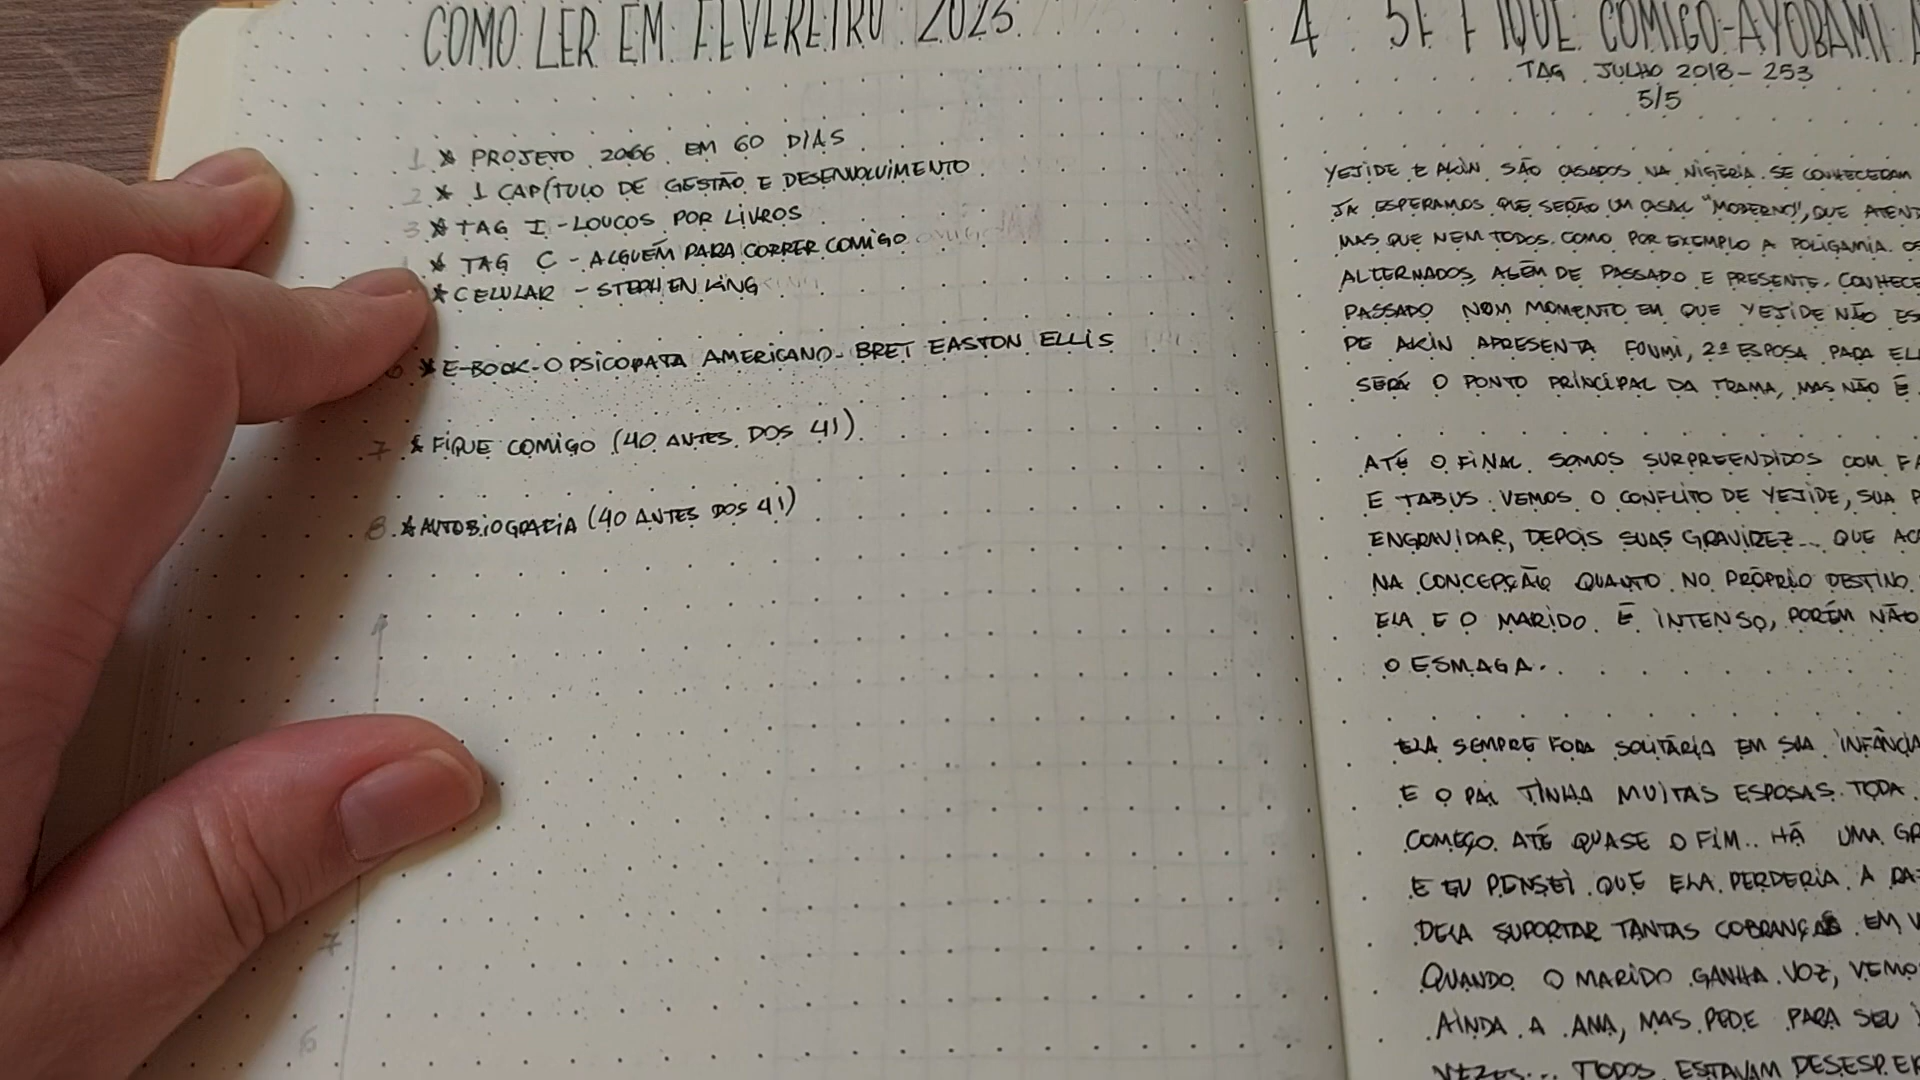 COMO LER EM FEVEREIRO 2023
1 * PROJETO 2066 EM 60 DIAS
2 * 1 CAPÍTULO DE GESTÃO E DESENVOLVIMENTO
3 * TAG I - LOUCOS POR LIVROS
* TAG C - ALGUÉM PARA CORRER COMIGO
* CELULAR - STEPHEN KING
6 * E-BOOK - O PSICOPATA AMERICANO - BRET EASTON ELLIS
7 * FIQUE COMIGO (40 ANTES DOS 41)
8 * AUTOBIOGRAFIA (40 ANTES DOS 41)
7
6
4 FIQUE COMIGO - AYOBAMI
TAG JULHO 2018 - 253
5/5
YEJIDE E AKIN SÃO CASADOS NA NIGÉRIA. SE CONHECERAM
JÁ ESPERAMOS QUE SERÃO UM CASAL "MODERNO", QUE
MAS QUE NEM TODOS. COMO POR EXEMPLO A POLIGAMIA.
ALTERNADOS, ALÉM DE PASSADO E PRESENTE.
PASSADO NUM MOMENTO EM QUE YEJIDE NÃO
DE AKIN APRESENTA FOUMI, 2ª ESPOSA PARA
SERÁ O PONTO PRINCIPAL DA TRAMA, MAS NÃO É
ATÉ O FINAL SOMOS SURPREENDIDOS COM
E TABUS. VEMOS O CONFLITO DE YEJIDE, SUA
ENGRAVIDAR, DEPOIS SUAS GRAVIDEZ... QUE
NA CONCEPÇÃO QUANTO NO PRÓPRIO DESTINO.
ELA E O MARIDO É INTENSO, PORÉM NÃO
O ESMAGA.
ELA SEMPRE FORA SOLITÁRIA EM SUA INFÂNCIA
E O PAI TINHA MUITAS ESPOSAS. TODA
COMEÇO ATÉ QUASE O FIM.. HÁ UMA
E EU PENSEI QUE ELA PERDERIA A
DELA SUPORTAR TANTAS COBRANÇAS EM
QUANDO O MARIDO GANHA VOZ,
AINDA A AMA, MAS PEDE PARA SEU
VEZES... TODOS ESTAVAM